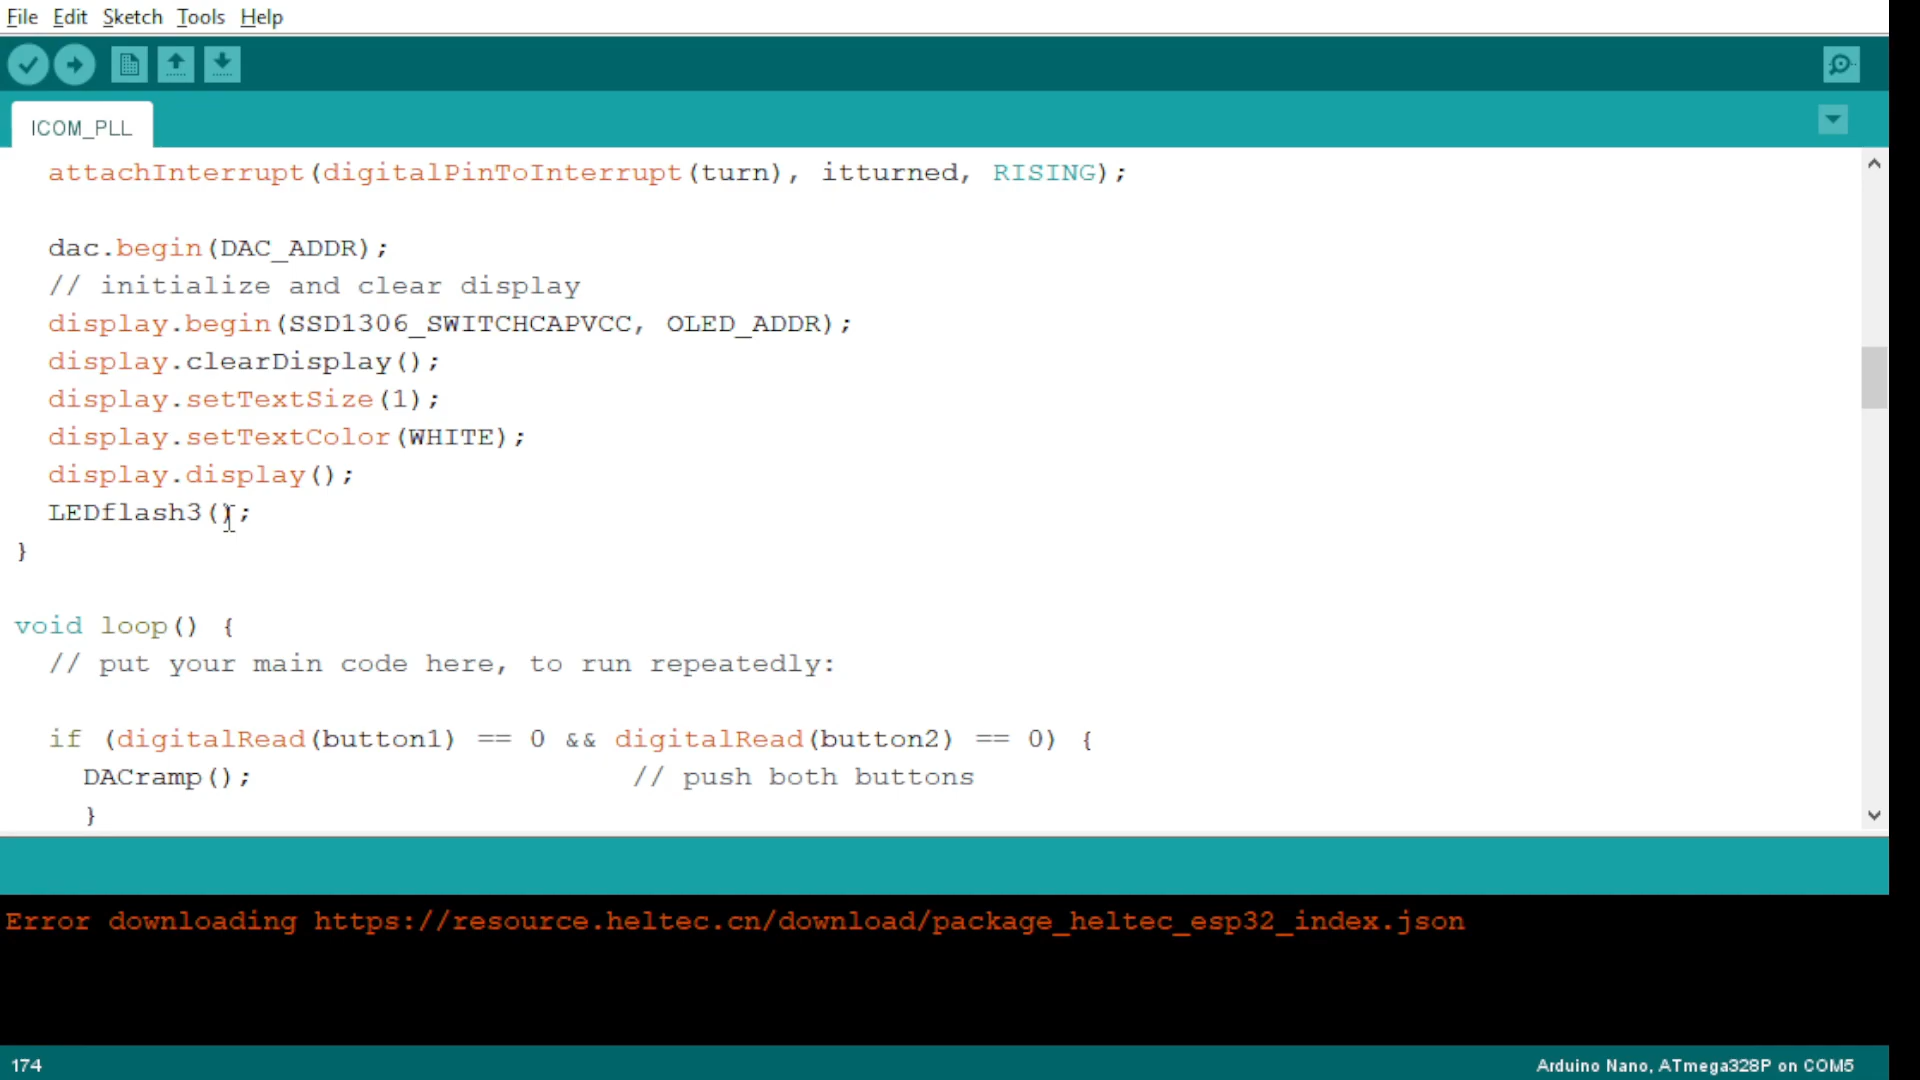 File Edit Sketch Tools Help
ICOM_PLL
attachInterrupt(digitalPinToInterrupt(turn), itturned, RISING);
dac.begin(DAC_ADDR);
// initialize and clear display
display.begin(SSD1306_SWITCHCAPVCC, OLED_ADDR);
display.clearDisplay();
display.setTextSize(1);
display.setTextColor(WHITE);
display.display();
LEDflash3();
}
void loop() {
// put your main code here, to run repeatedly:
if (digitalRead(button1) == 0 && digitalRead(button2) == 0) {
DACramp(); // push both buttons
}
Error downloading https://resource.heltec.cn/download/package_heltec_esp32_index.json
174 Arduino Nano, ATmega328P on COM5